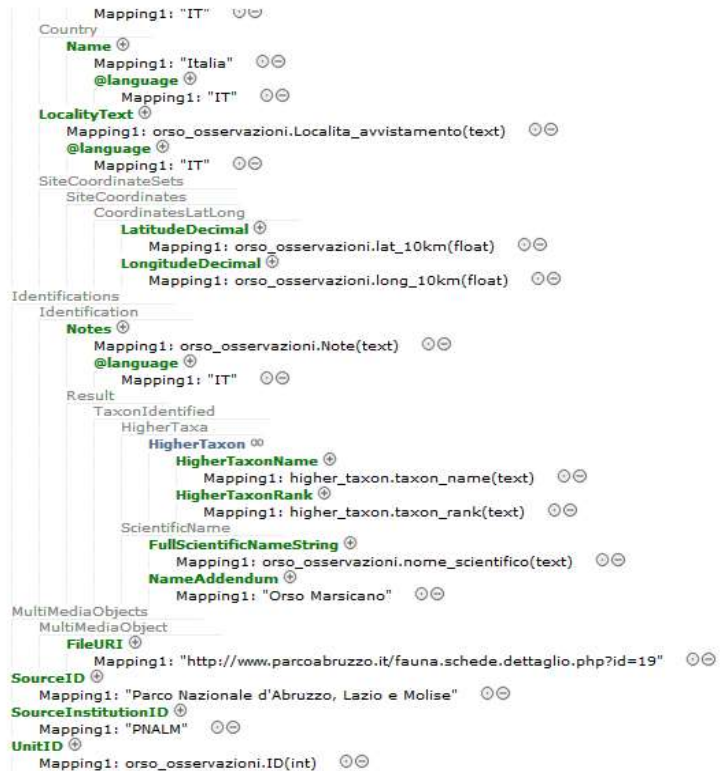 Mapping1: "IT"
Country
Name
Mapping1: "Italia"
@language
Mapping1: "IT"
LocalityText
Mapping1: orso_osservazioni.Localita_avvistamento(text)
@language
Mapping1: "IT"
SiteCoordinateSets
SiteCoordinates
CoordinatesLatLong
LatitudeDecimal
Mapping1: orso_osservazioni.lat_10km(float)
LongitudeDecimal
Mapping1: orso_osservazioni.long_10km(float)
Identifications
Identification
Notes
Mapping1: orso_osservazioni.Note(text)
@language
Mapping1: "IT"
Result
TaxonIdentified
HigherTaxa
HigherTaxon
HigherTaxonName
Mapping1: higher_taxon.taxon_name(text)
HigherTaxonRank
Mapping1: higher_taxon.taxon_rank(text)
ScientificName
FullScientificNameString
Mapping1: orso_osservazioni.nome_scientifico(text)
NameAddendum
Mapping1: "Orso Marsicano"
MultiMediaObjects
MultiMediaObject
FileURI
Mapping1: "http://www.parcoabruzzo.it/fauna.schede.dettaglio.php?id=19"
SourceID
Mapping1: "Parco Nazionale d'Abruzzo, Lazio e Molise"
SourceInstitutionID
Mapping1: "PNALM"
UnitID
Mapping1: orso_osservazioni.ID(int)